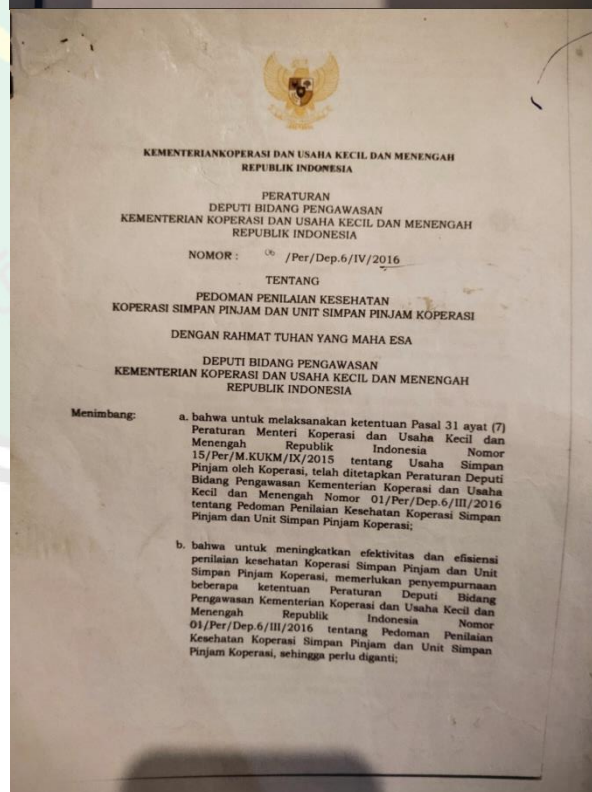 KEMENTERIANKOPERASI DAN USAHA KECIL DAN MENENGAH
REPUBLIK INDONESIA
PERATURAN
DEPUTI BIDANG PENGAWASAN
KEMENTERIAN KOPERASI DAN USAHA KECIL DAN MENENGAH
REPUBLIK INDONESIA
NOMOR : 06 /Per/Dep.6/IV/2016
TENTANG
PEDOMAN PENILAIAN KESEHATAN
KOPERASI SIMPAN PINJAM DAN UNIT SIMPAN PINJAM KOPERASI
DENGAN RAHMAT TUHAN YANG MAHA ESA
DEPUTI BIDANG PENGAWASAN
KEMENTERIAN KOPERASI DAN USAHA KECIL DAN MENENGAH
REPUBLIK INDONESIA
Menimbang: a. bahwa untuk melaksanakan ketentuan Pasal 31 ayat (7)
Peraturan Menteri Koperasi dan Usaha Kecil dan
Menengah Republik Indonesia Nomor
15/Per/M.KUKM/IX/2015 tentang Usaha Simpan
Pinjam oleh Koperasi, telah ditetapkan Peraturan Deputi
Bidang Pengawasan Kementerian Koperasi dan Usaha
Kecil dan Menengah Nomor 01/Per/Dep.6/III/2016
tentang Pedoman Penilaian Kesehatan Koperasi Simpan
Pinjam dan Unit Simpan Pinjam Koperasi;
b. bahwa untuk meningkatkan efektivitas dan efisiensi
penilaian kesehatan Koperasi Simpan Pinjam dan Unit
Simpan Pinjam Koperasi, memerlukan penyempurnaan
beberapa ketentuan Peraturan Deputi Bidang
Pengawasan Kementerian Koperasi dan Usaha Kecil dan
Menengah Republik Indonesia Nomor
01/Per/Dep.6/III/2016 tentang Pedoman Penilaian
Kesehatan Koperasi Simpan Pinjam dan Unit Simpan
Pinjam Koperasi, sehingga perlu diganti;